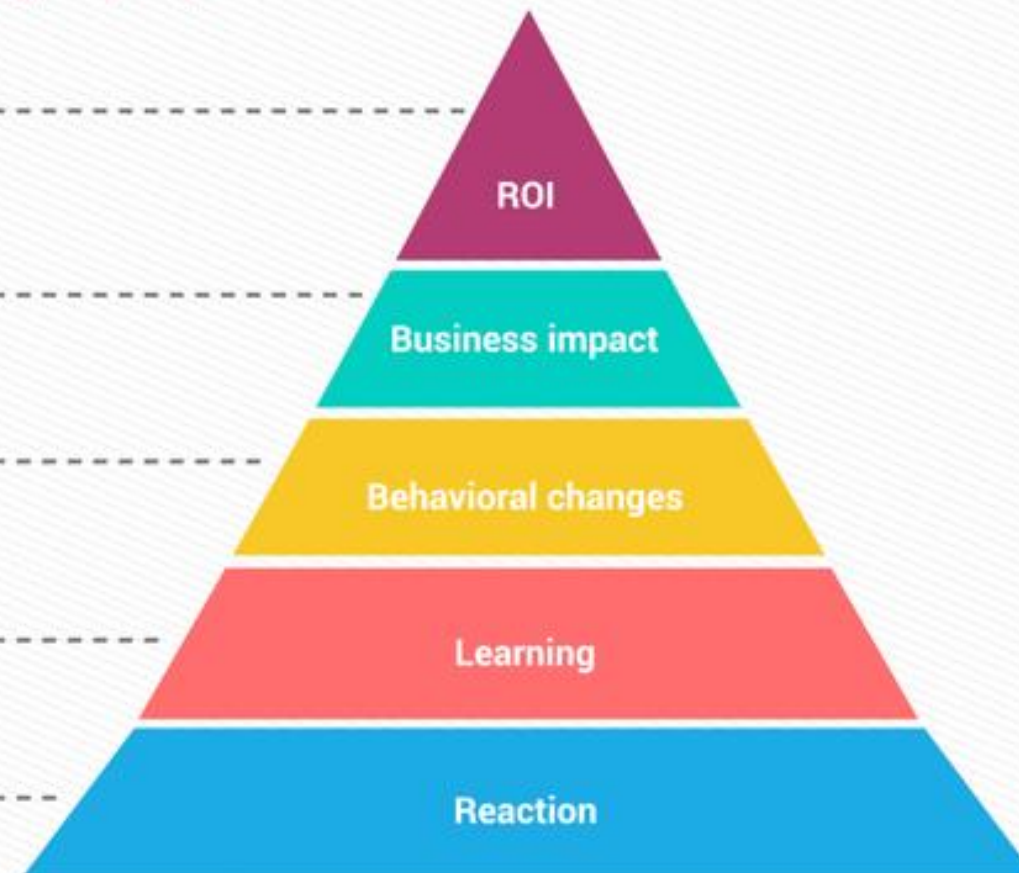 ROI
Business impact
Behavioral changes
Learning
Reaction